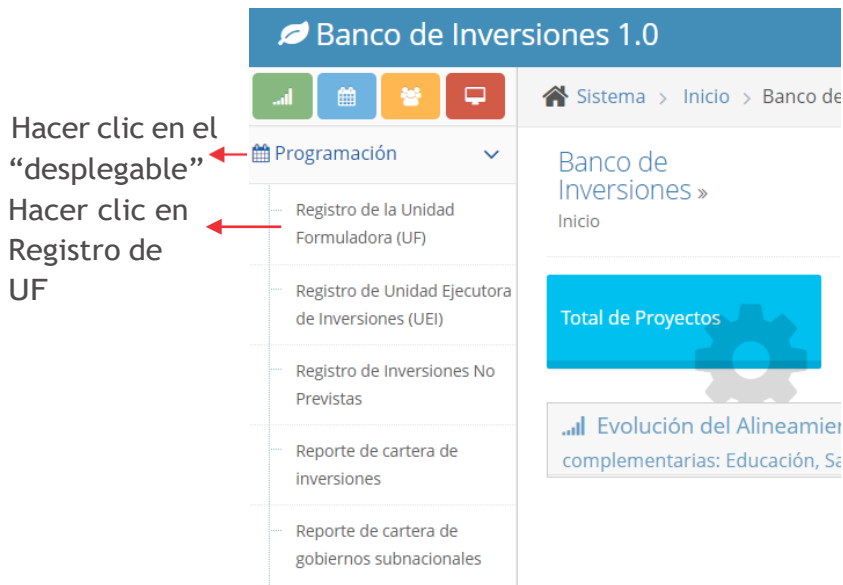 Banco de Inversiones 1.0
Sistema > Inicio > Banco de
Hacer clic en el
“desplegable”
Hacer clic en
Registro de
UF
Programación
Registro de la Unidad
Formuladora (UF)
Registro de Unidad Ejecutora
de Inversiones (UEI)
Registro de Inversiones No
Previstas
Reporte de cartera de
inversiones
Reporte de cartera de
gobiernos subnacionales
Banco de
Inversiones »
Inicio
Total de Proyectos
Evolución del Alineamie
complementarias: Educación, Sa